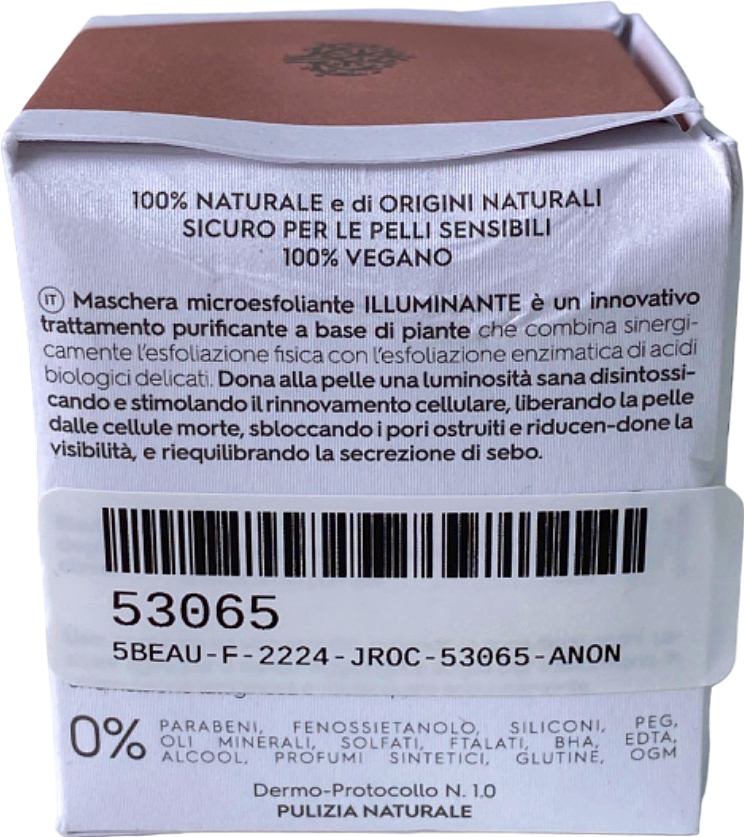 100% NATURALE e di ORIGINI NATURALI
SICURO PER LE PELLI SENSIBILI
100% VEGANO
IT Maschera microesfoliante ILLUMINANTE è un innovativo
trattamento purificante a base di piante che combina sinergi-
camente l'esfoliazione fisica con l'esfoliazione enzimatica di acidi
biologici delicati. Dona alla pelle una luminosità sana disintossi-
cando e stimolando il rinnovamento cellulare, liberando la pelle
dalle cellule morte, sbloccando i pori ostruiti e riducen-done la
visibilità, e riequilibrando la secrezione di sebo.
53065
5BEAU-F-2224-JROC-53065-ANON
0% PARABENI, FENOSSIETANOLO, SILICONI, PEG,
OLI MINERALI, SOLFATI, FTALATI, BHA, EDTA,
ALCOOL, PROFUMI SINTETICI, GLUTINE, OGM
Dermo-Protocollo N. 1.0
PULIZIA NATURALE